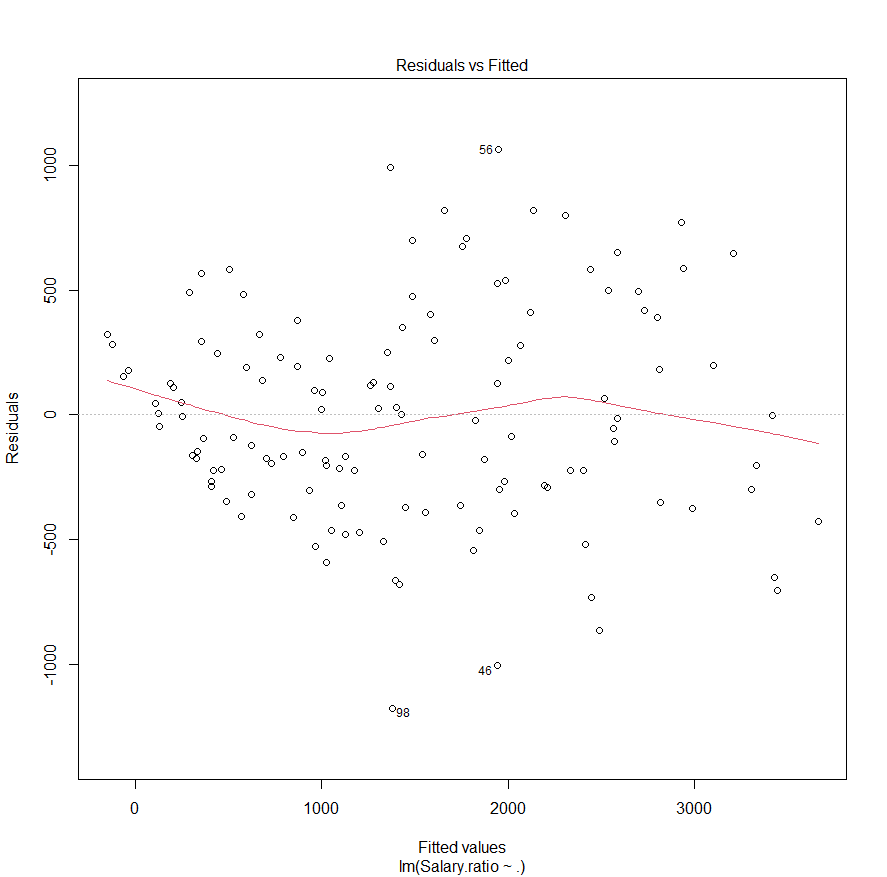 Residuals vs Fitted
1000
500
0
-500
-1000
Residuals
56
46
98
0 1000 2000 3000
Fitted values
lm(Salary.ratio ~ .)